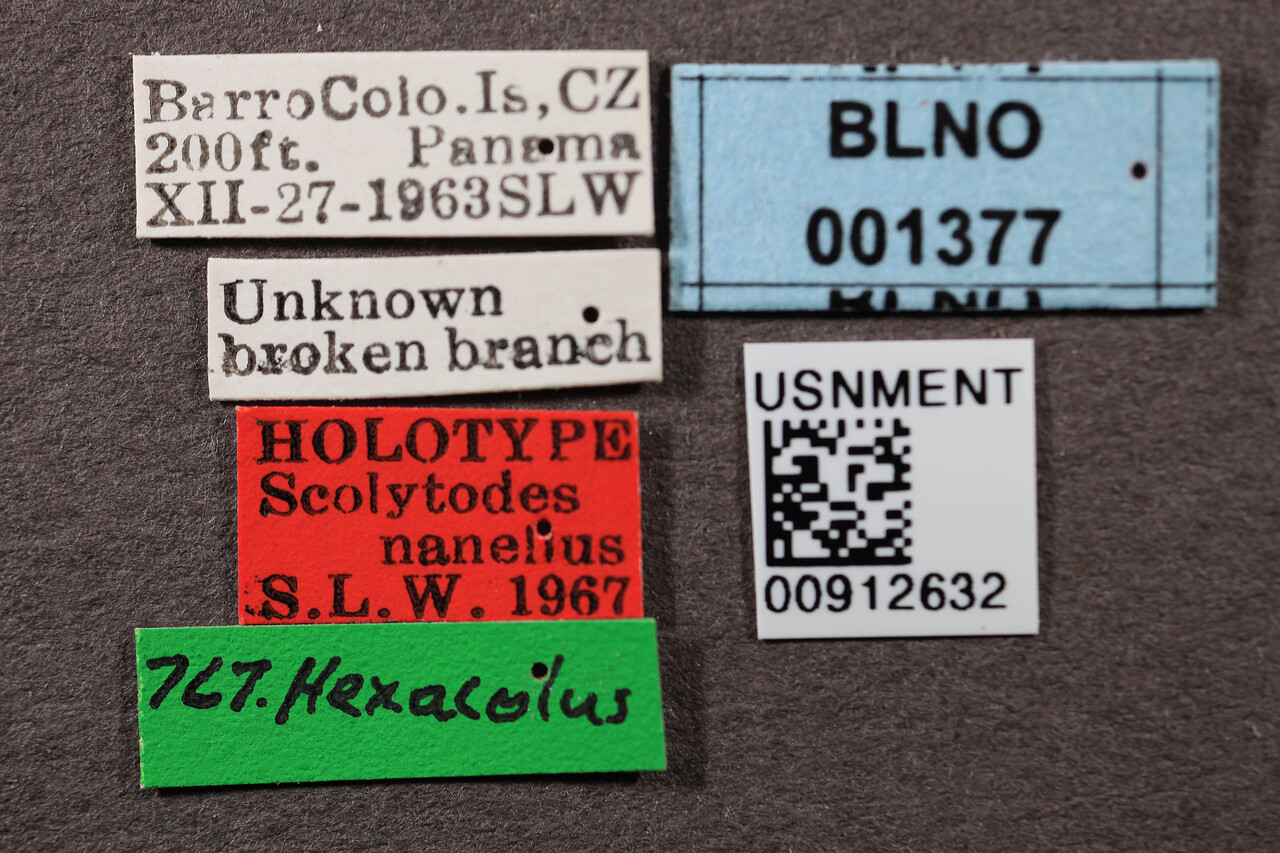 BarroColo.Is,CZ
200ft. Panama
XII-27-1963SLW
Unknown
broken branch
HOLOTYPE
Scolytodes
nanellus
S.L.W. 1967
767. Hexacolus
BLNO
001377
BLNO
USNMENT
00912632